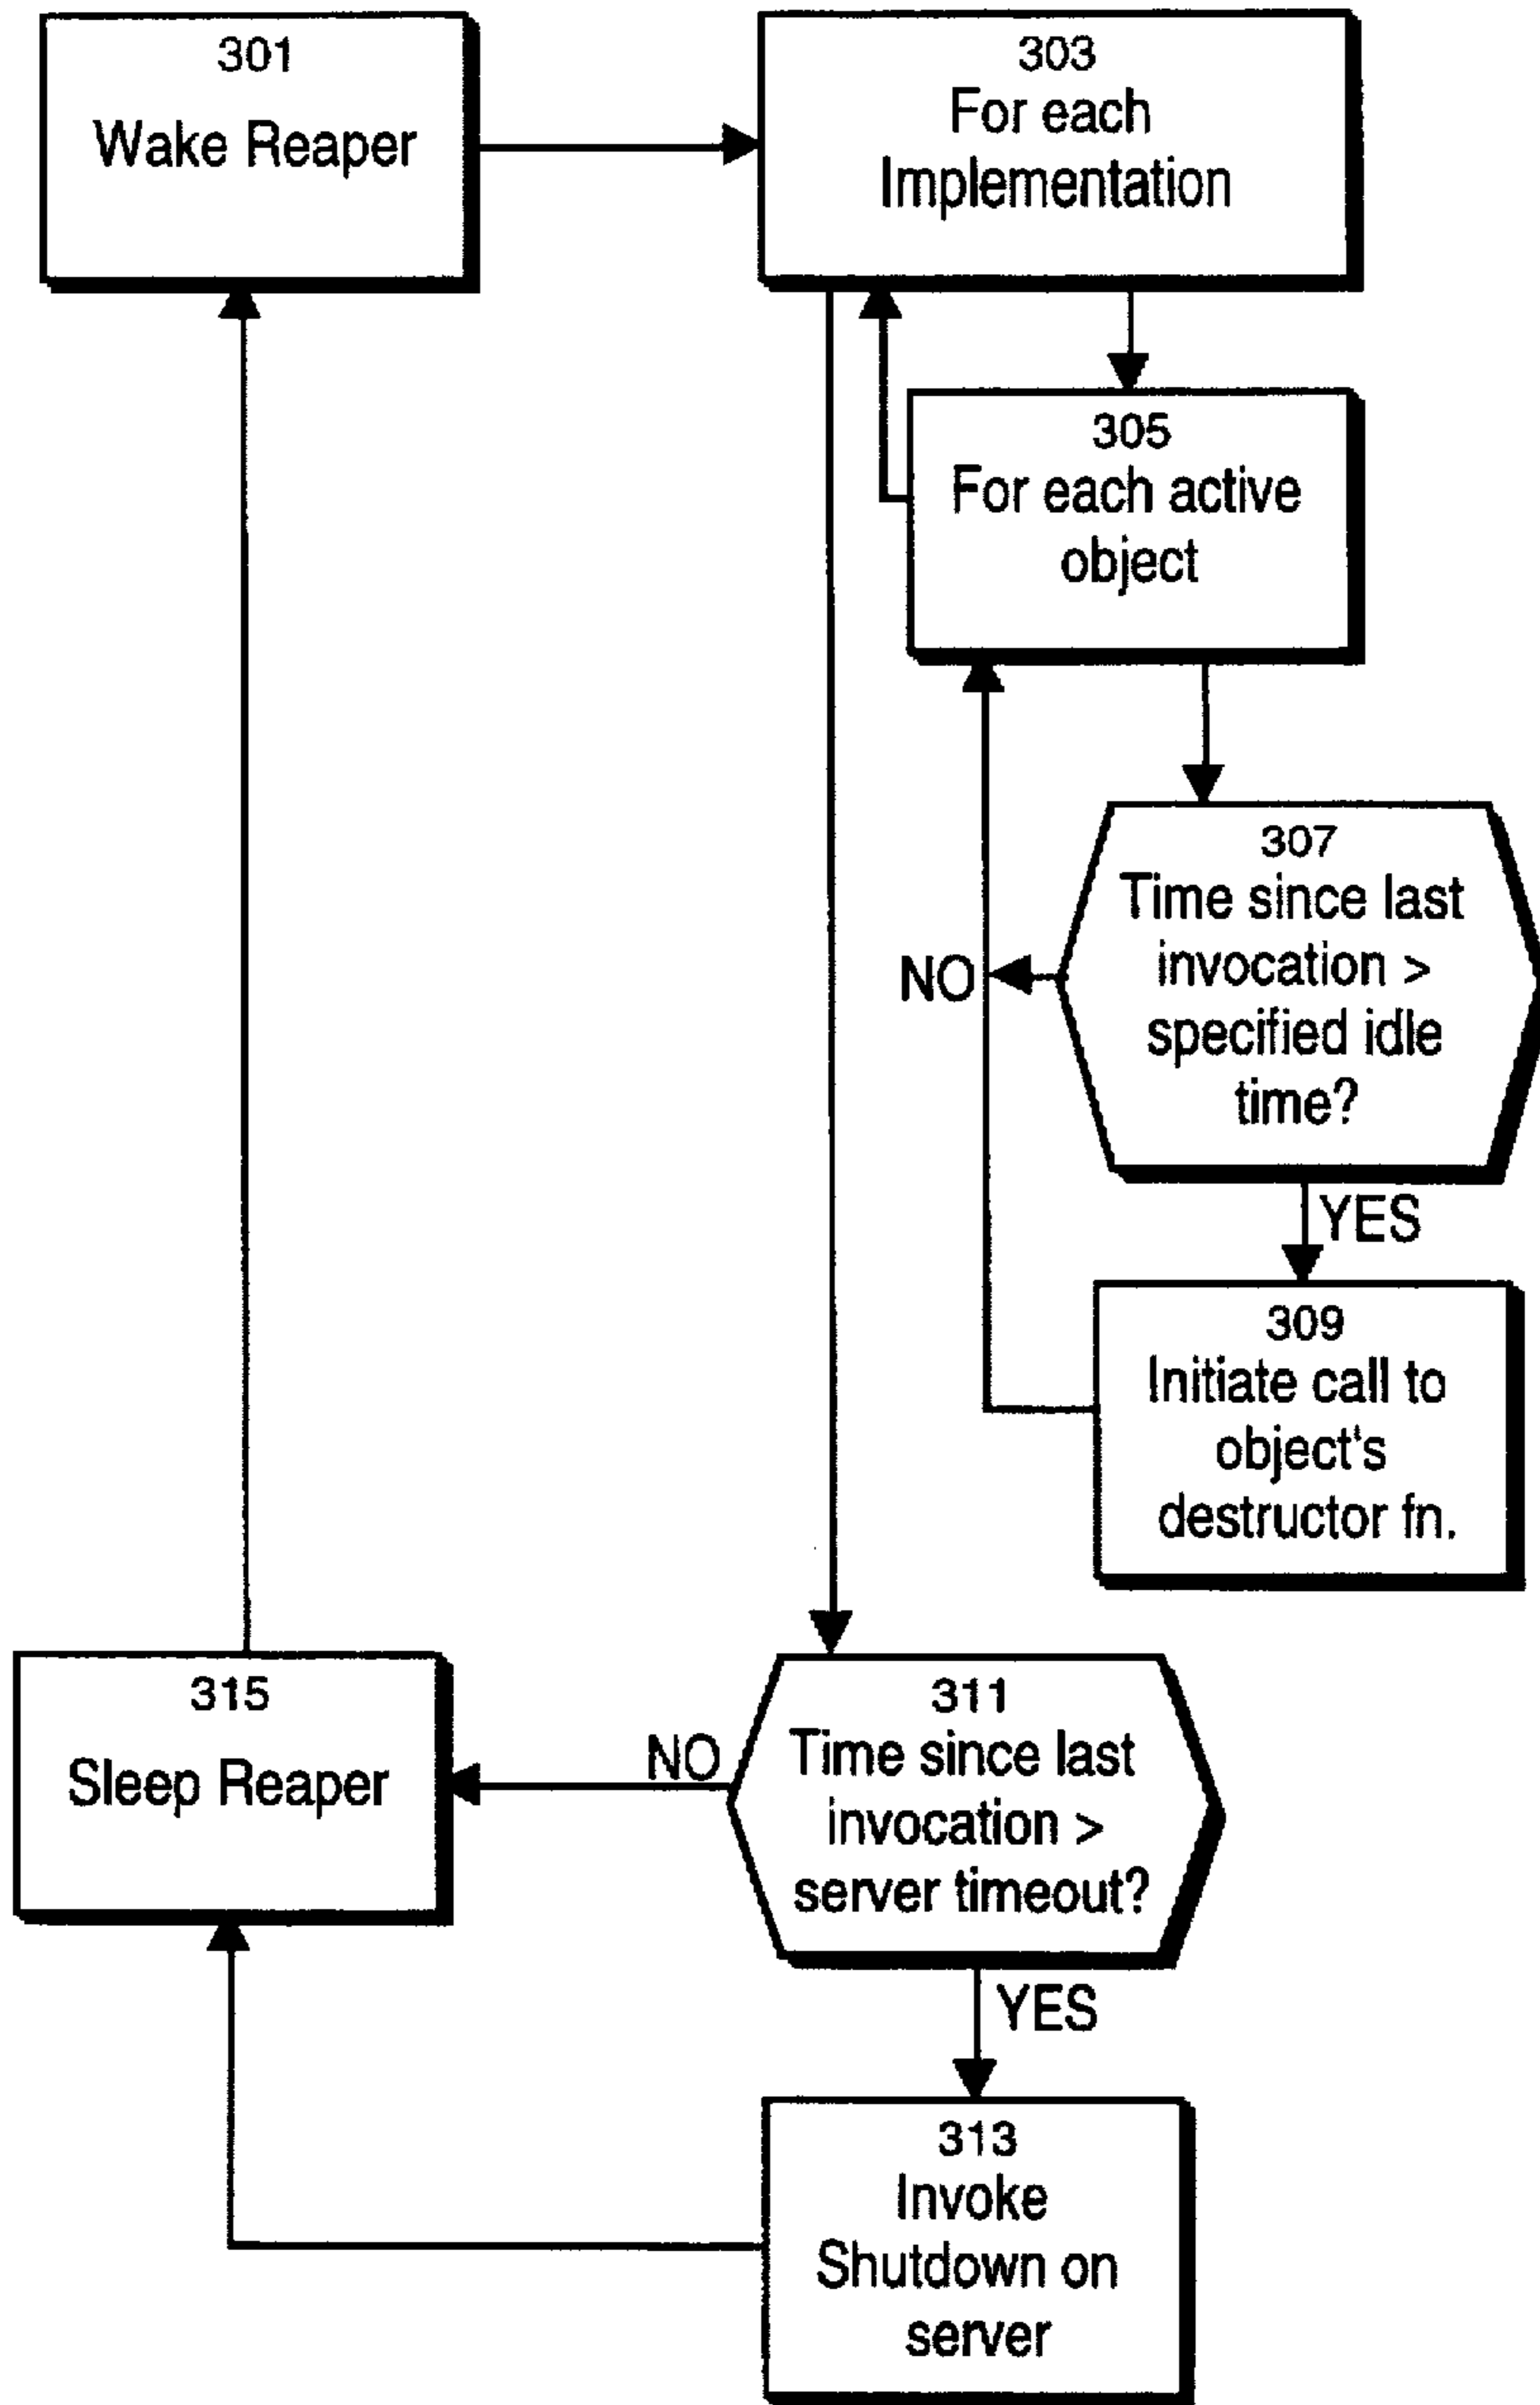 301
Wake Reaper
303
For each
Implementation
305
For each active
object
307
Time since last
invocation >
specified idle
time?
NO
YES
309
Initiate call to
object's
destructor fn.
311
Time since last
invocation >
server timeout?
NO
315
Sleep Reaper
YES
313
Invoke
Shutdown on
server